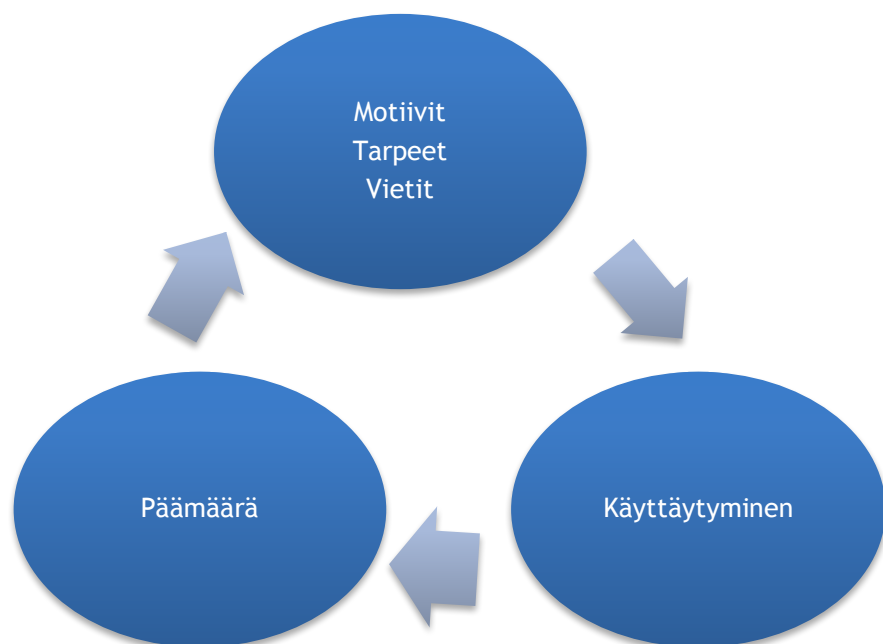 Motiivit
Tarpeet
Vietit
Päämäärä
Käyttäytyminen